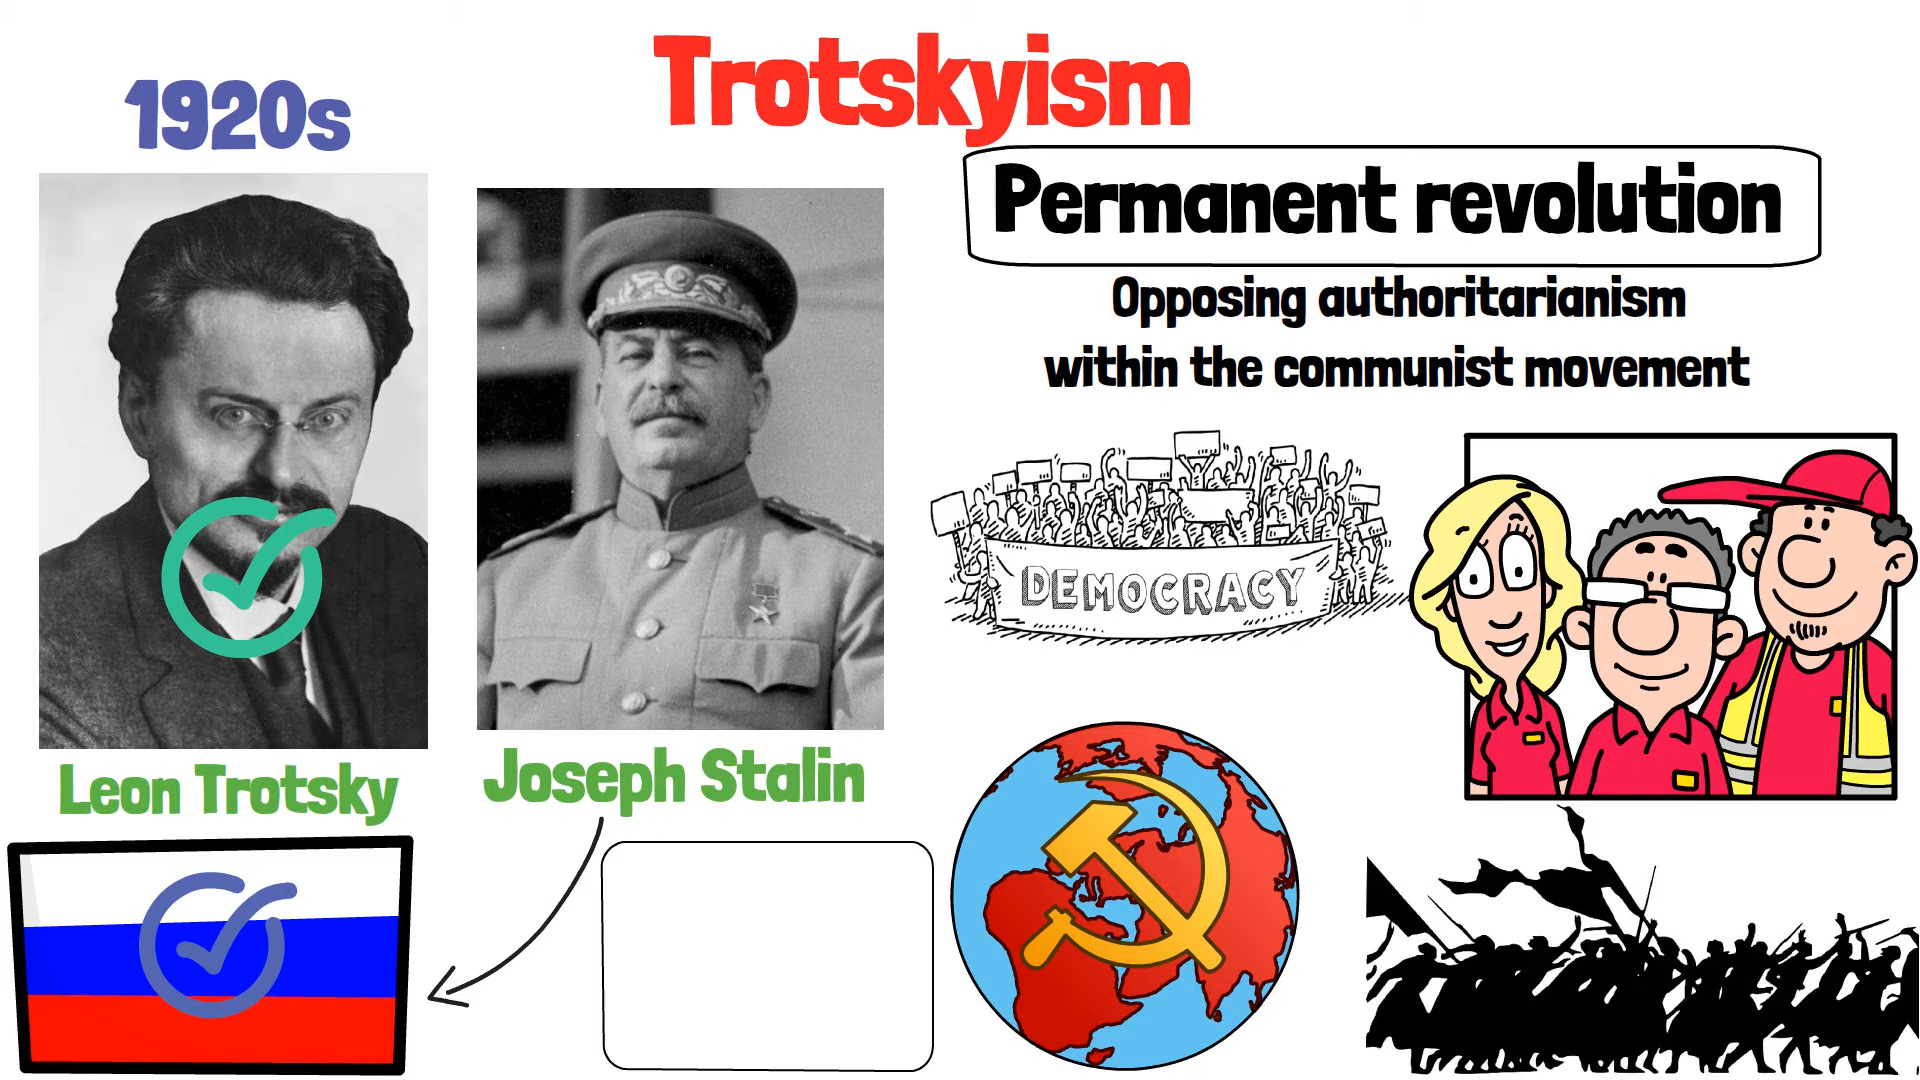 Trotskyism
1920s
Permanent revolution
Opposing authoritarianism
within the communist movement
DEMOCRACY
Leon Trotsky
Joseph Stalin